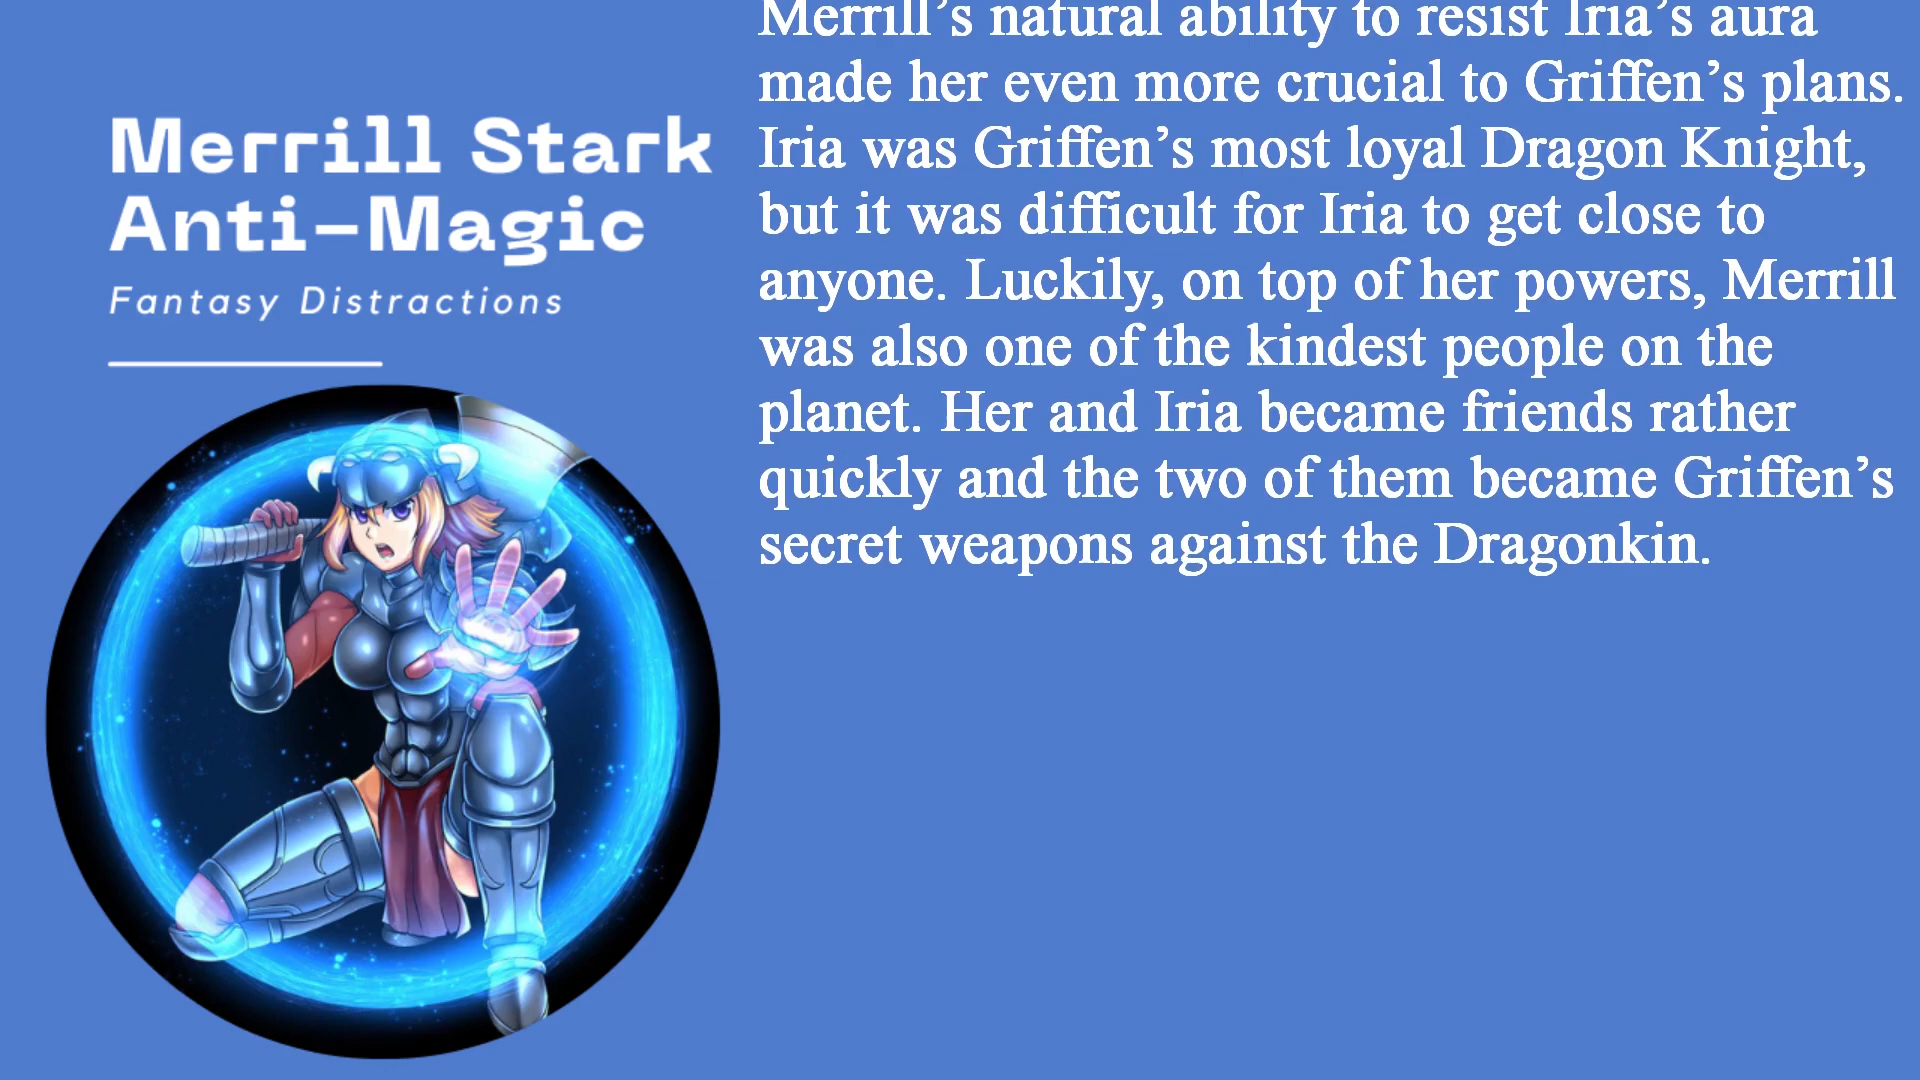 Merrill Stark
Anti-Magic
Fantasy Distractions
Merrill’s natural ability to resist Iria’s aura
made her even more crucial to Griffen’s plans.
Iria was Griffen’s most loyal Dragon Knight,
but it was difficult for Iria to get close to
anyone. Luckily, on top of her powers, Merrill
was also one of the kindest people on the
planet. Her and Iria became friends rather
quickly and the two of them became Griffen’s
secret weapons against the Dragonkin.